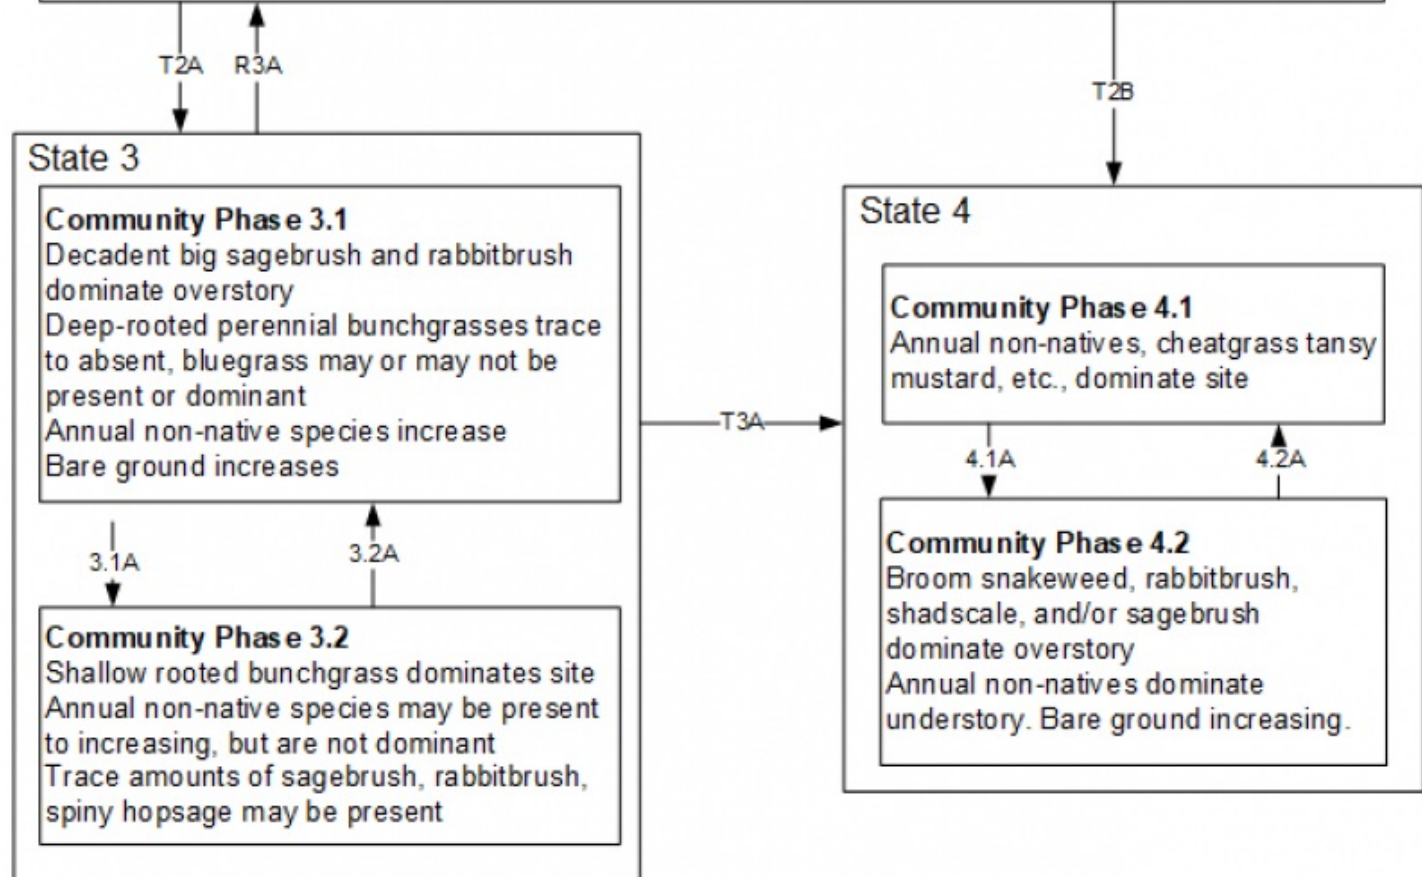 T2A
R3A
T2B
State 3
Community Phase 3.1
Decadent big sagebrush and rabbitbrush
dominate overstory
Deep-rooted perennial bunchgrasses trace
to absent, bluegrass may or may not be
present or dominant
Annual non-native species increase
Bare ground increases
3.1A
3.2A
Community Phase 3.2
Shallow rooted bunchgrass dominates site
Annual non-native species may be present
to increasing, but are not dominant
Trace amounts of sagebrush, rabbitbrush,
spiny hopsage may be present
T3A
State 4
Community Phase 4.1
Annual non-natives, cheatgrass tansy
mustard, etc., dominate site
4.1A
4.2A
Community Phase 4.2
Broom snakeweed, rabbitbrush,
shadscale, and/or sagebrush
dominate overstory
Annual non-natives dominate
understory. Bare ground increasing.